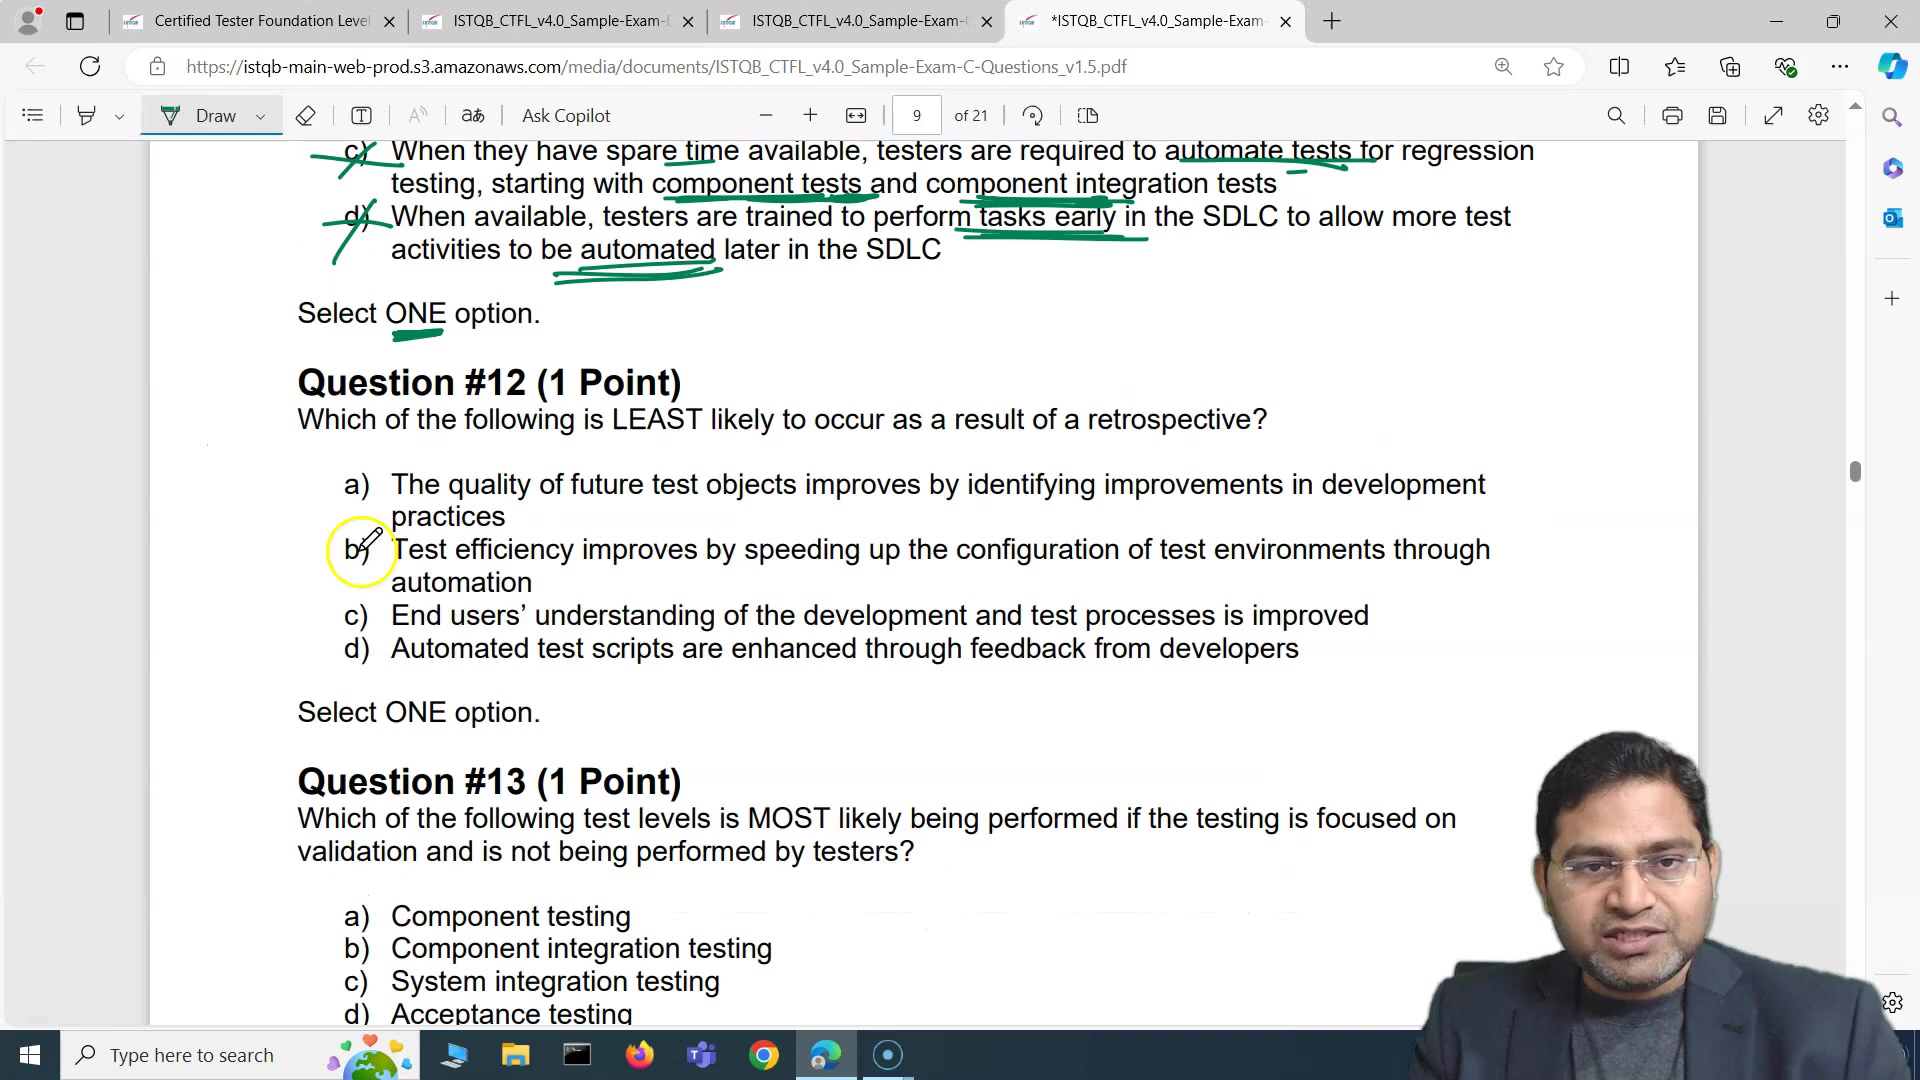 Certified Tester Foundation Leve
ISTQB_CTFL_v4.0_Sample-Exam-
ISTQB_CTFL_v4.0_Sample-Exam-
*ISTQB_CTFL_v4.0_Sample-Exam-
https://istqb-main-web-prod.s3.amazonaws.com/media/documents/ISTQB_CTFL_v4.0_Sample-Exam-C-Questions_v1.5.pdf
Draw
Ask Copilot
9 of 21
c) When they have spare time available, testers are required to automate tests for regression
testing, starting with component tests and component integration tests
d) When available, testers are trained to perform tasks early in the SDLC to allow more test
activities to be automated later in the SDLC
Select ONE option.
Question #12 (1 Point)
Which of the following is LEAST likely to occur as a result of a retrospective?
a) The quality of future test objects improves by identifying improvements in development
practices
b) Test efficiency improves by speeding up the configuration of test environments through
automation
c) End users’ understanding of the development and test processes is improved
d) Automated test scripts are enhanced through feedback from developers
Select ONE option.
Question #13 (1 Point)
Which of the following test levels is MOST likely being performed if the testing is focused on
validation and is not being performed by testers?
a) Component testing
b) Component integration testing
c) System integration testing
d) Acceptance testing
Type here to search